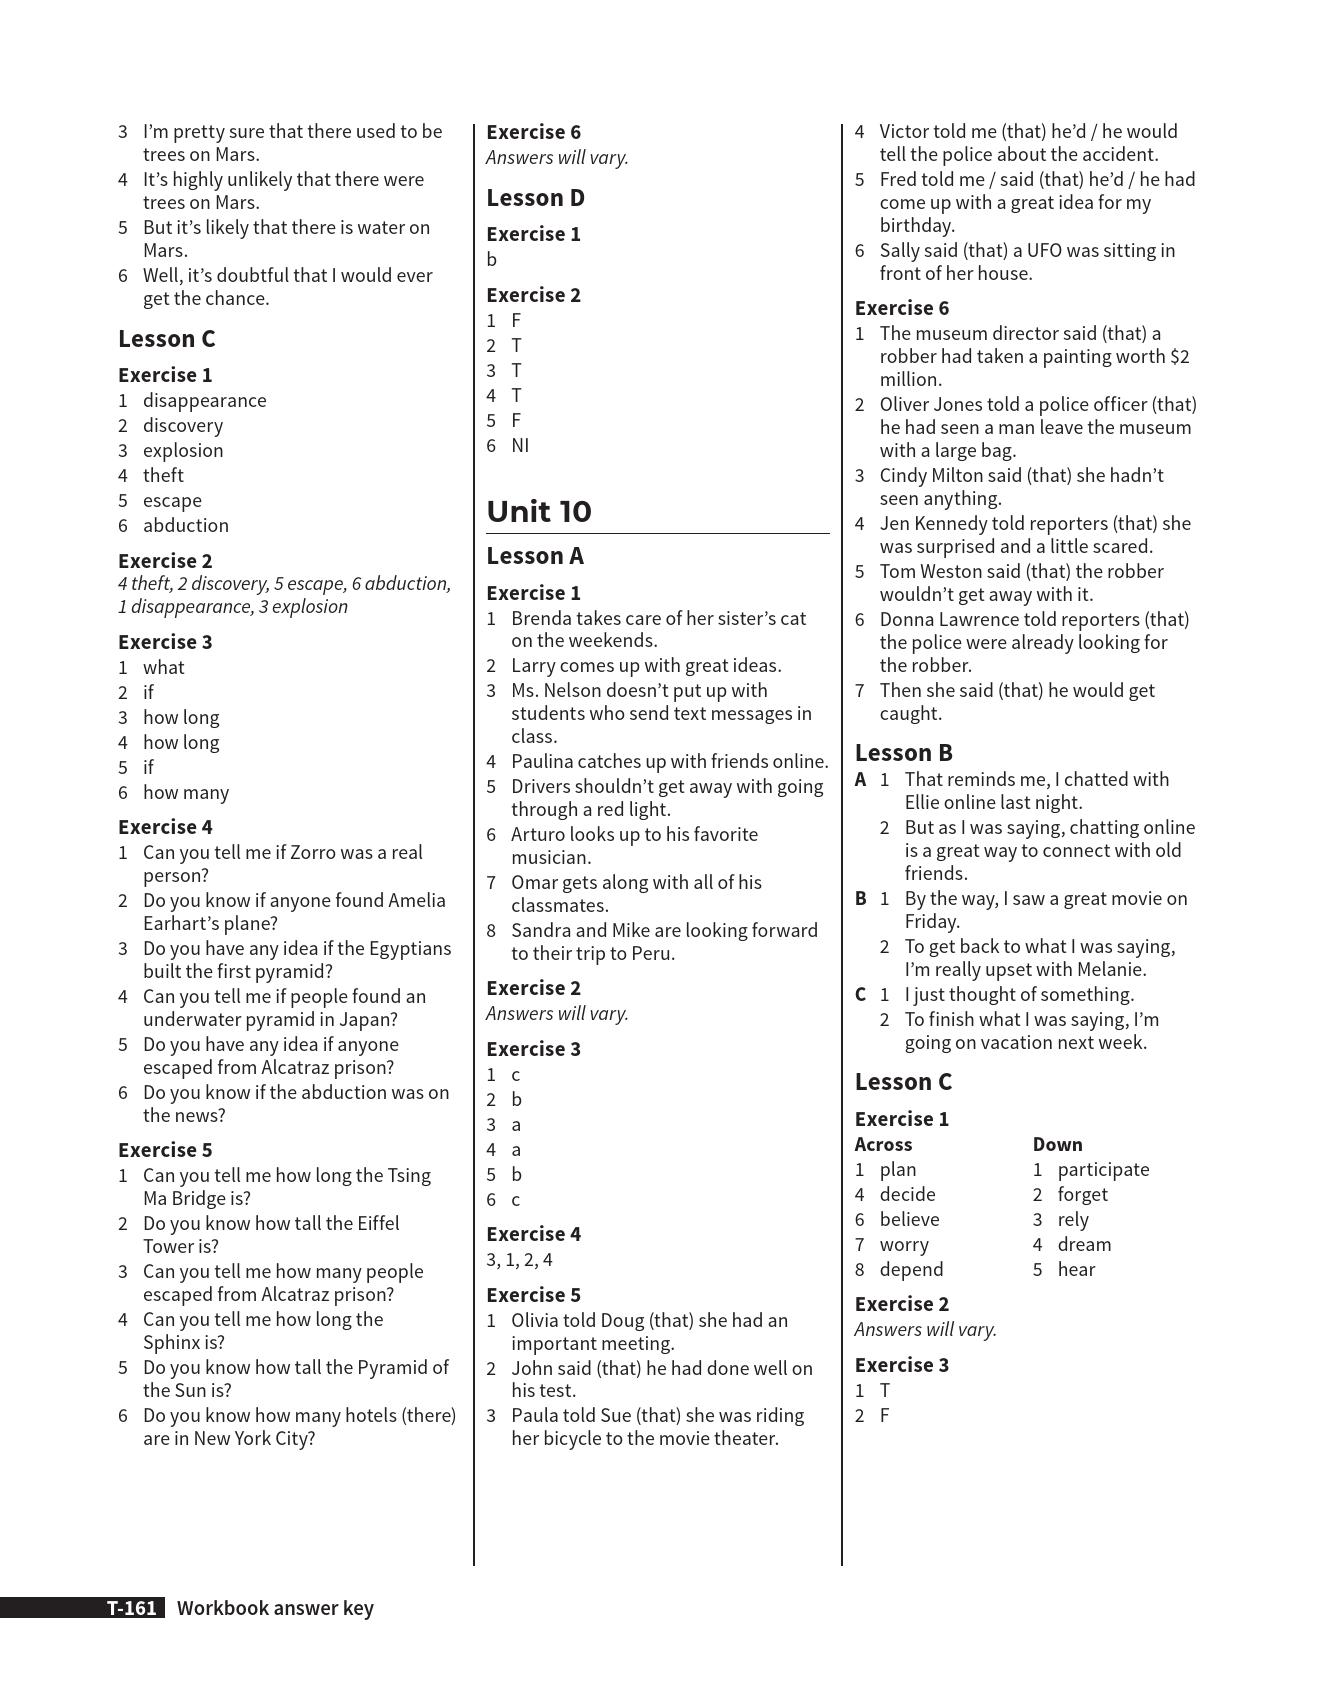 3 I’m pretty sure that there used to be
trees on Mars.
4 It’s highly unlikely that there were
trees on Mars.
5 But it’s likely that there is water on
Mars.
6 Well, it’s doubtful that I would ever
get the chance.
Lesson C
Exercise 1
1 disappearance
2 discovery
3 explosion
4 theft
5 escape
6 abduction
Exercise 2
4 theft, 2 discovery, 5 escape, 6 abduction,
1 disappearance, 3 explosion
Exercise 3
1 what
2 if
3 how long
4 how long
5 if
6 how many
Exercise 4
1 Can you tell me if Zorro was a real
person?
2 Do you know if anyone found Amelia
Earhart’s plane?
3 Do you have any idea if the Egyptians
built the first pyramid?
4 Can you tell me if people found an
underwater pyramid in Japan?
5 Do you have any idea if anyone
escaped from Alcatraz prison?
6 Do you know if the abduction was on
the news?
Exercise 5
1 Can you tell me how long the Tsing
Ma Bridge is?
2 Do you know how tall the Eiffel
Tower is?
3 Can you tell me how many people
escaped from Alcatraz prison?
4 Can you tell me how long the
Sphinx is?
5 Do you know how tall the Pyramid of
the Sun is?
6 Do you know how many hotels (there)
are in New York City?
Exercise 6
Answers will vary.
Lesson D
Exercise 1
b
Exercise 2
1 F
2 T
3 T
4 T
5 F
6 NI
Unit 10
Lesson A
Exercise 1
1 Brenda takes care of her sister’s cat
on the weekends.
2 Larry comes up with great ideas.
3 Ms. Nelson doesn’t put up with
students who send text messages in
class.
4 Paulina catches up with friends online.
5 Drivers shouldn’t get away with going
through a red light.
6 Arturo looks up to his favorite
musician.
7 Omar gets along with all of his
classmates.
8 Sandra and Mike are looking forward
to their trip to Peru.
Exercise 2
Answers will vary.
Exercise 3
1 c
2 b
3 a
4 a
5 b
6 c
Exercise 4
3, 1, 2, 4
Exercise 5
1 Olivia told Doug (that) she had an
important meeting.
2 John said (that) he had done well on
his test.
3 Paula told Sue (that) she was riding
her bicycle to the movie theater.
4 Victor told me (that) he’d / he would
tell the police about the accident.
5 Fred told me / said (that) he’d / he had
come up with a great idea for my
birthday.
6 Sally said (that) a UFO was sitting in
front of her house.
Exercise 6
1 The museum director said (that) a
robber had taken a painting worth $2
million.
2 Oliver Jones told a police officer (that)
he had seen a man leave the museum
with a large bag.
3 Cindy Milton said (that) she hadn’t
seen anything.
4 Jen Kennedy told reporters (that) she
was surprised and a little scared.
5 Tom Weston said (that) the robber
wouldn’t get away with it.
6 Donna Lawrence told reporters (that)
the police were already looking for
the robber.
7 Then she said (that) he would get
caught.
Lesson B
A 1 That reminds me, I chatted with
Ellie online last night.
2 But as I was saying, chatting online
is a great way to connect with old
friends.
B 1 By the way, I saw a great movie on
Friday.
2 To get back to what I was saying,
I’m really upset with Melanie.
C 1 I just thought of something.
2 To finish what I was saying, I’m
going on vacation next week.
Lesson C
Exercise 1
Across Down
1 plan 1 participate
4 decide 2 forget
6 believe 3 rely
7 worry 4 dream
8 depend 5 hear
Exercise 2
Answers will vary.
Exercise 3
1 T
2 F
T-161 Workbook answer key